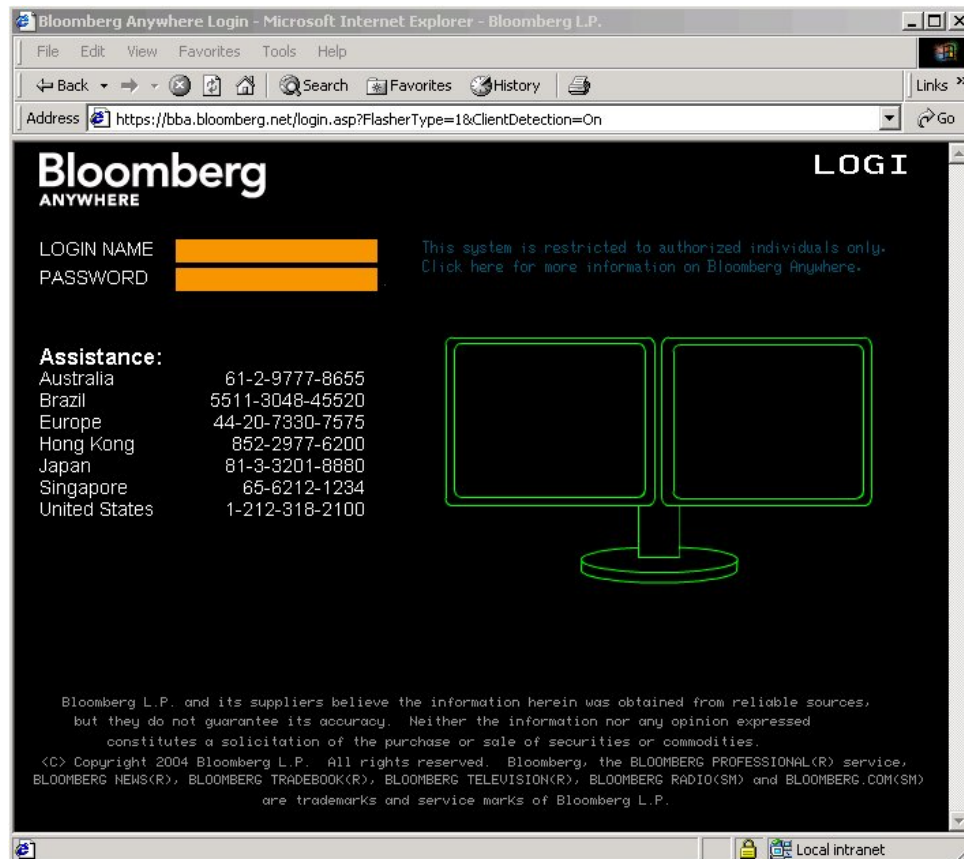 Bloomberg Anywhere Login - Microsoft Internet Explorer - Bloomberg L.P.
File Edit View Favorites Tools Help
Back Search Favorites History Links »
Address https://bba.bloomberg.net/login.asp?FlasherType=1&ClientDetection=On Go
Bloomberg
ANYWHERE
LOGI
LOGIN NAME
PASSWORD
This system is restricted to authorized individuals only.
Click here for more information on Bloomberg Anywhere.
Assistance:
Australia 61-2-9777-8655
Brazil 5511-3048-45520
Europe 44-20-7330-7575
Hong Kong 852-2977-6200
Japan 81-3-3201-8880
Singapore 65-6212-1234
United States 1-212-318-2100
Bloomberg L.P. and its suppliers believe the information herein was obtained from reliable sources,
but they do not guarantee its accuracy. Neither the information nor any opinion expressed
constitutes a solicitation of the purchase or sale of securities or commodities.
<C> Copyright 2004 Bloomberg L.P. All rights reserved. Bloomberg, the BLOOMBERG PROFESSIONAL(R) service,
BLOOMBERG NEWS(R), BLOOMBERG TRADEBOOK(R), BLOOMBERG TELEVISION(R), BLOOMBERG RADIO(SM) and BLOOMBERG.COM(SM)
are trademarks and service marks of Bloomberg L.P.
Local intranet